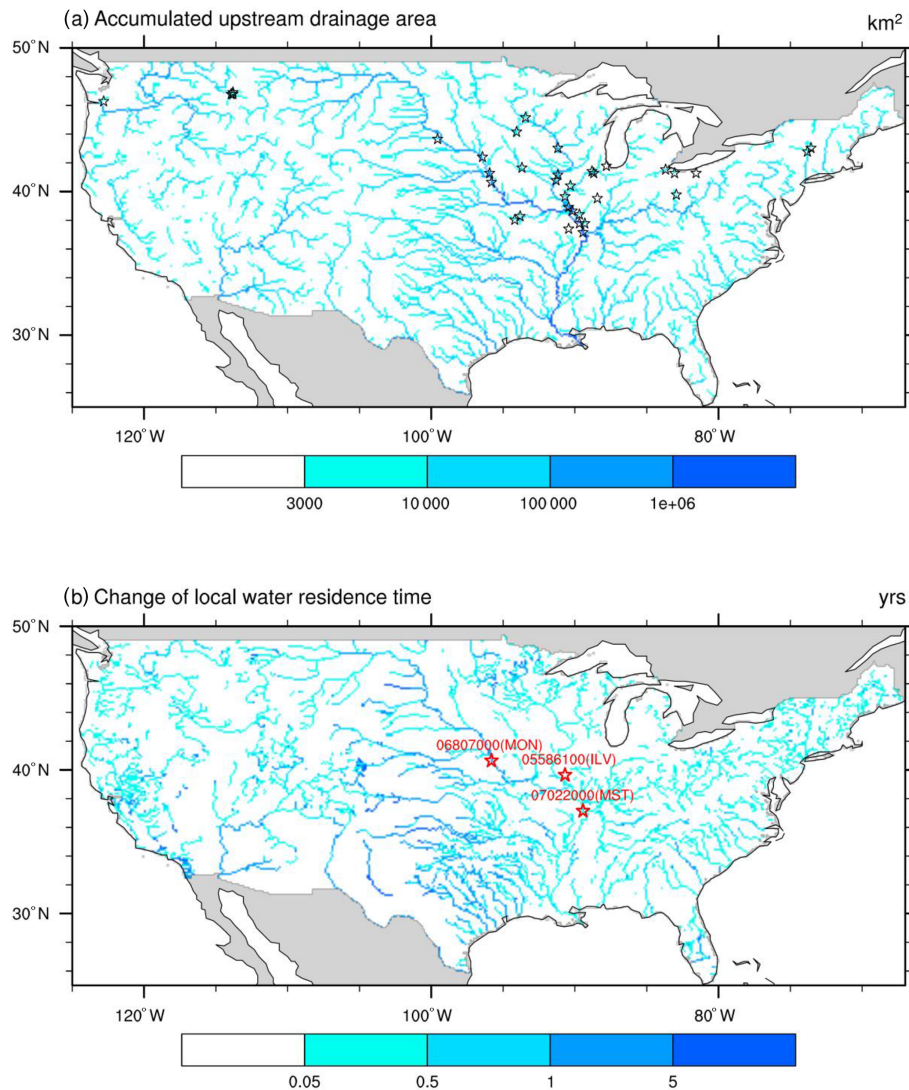 (a) Accumulated upstream drainage area km²
50°N
40°N
30°N
120°W 100°W 80°W
3000 10 000 100 000 1e+06
(b) Change of local water residence time yrs
50°N
06807000(MON)
40°N
05586100(ILV)
07022000(MST)
30°N
120°W 100°W 80°W
0.05 0.5 1 5